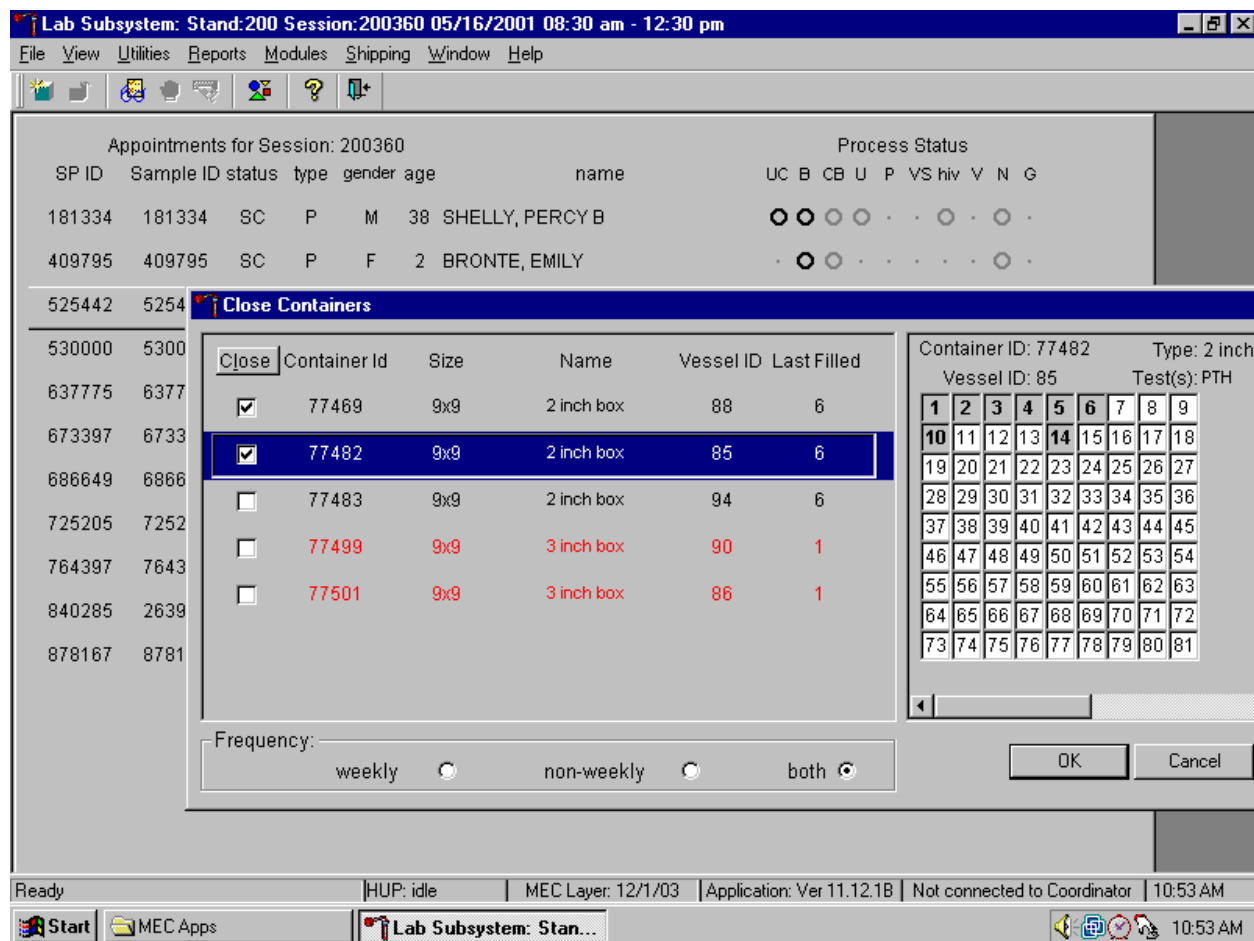 Lab Subsystem: Stand:200 Session:200360 05/16/2001 08:30 am - 12:30 pm
File View Utilities Reports Modules Shipping Window Help
Appointments for Session: 200360 Process Status
SP ID Sample ID status type gender age name UC B CB U P VS hiv V N G
181334 181334 SC P M 38 SHELLY, PERCY B
409795 409795 SC P F 2 BRONTE, EMILY
525442 5254
530000 5300
637775 6377
673397 6733
686649 6866
725205 7252
764397 7643
840285 2639
878167 8781
Close Containers
Close Container Id Size Name Vessel ID Last Filled
77469 9x9 2 inch box 88 6
77482 9x9 2 inch box 85 6
77483 9x9 2 inch box 94 6
77499 9x9 3 inch box 90 1
77501 9x9 3 inch box 86 1
Container ID: 77482 Type: 2 inch
Vessel ID: 85 Test(s): PTH
1 2 3 4 5 6 7 8 9
10 11 12 13 14 15 16 17 18
19 20 21 22 23 24 25 26 27
28 29 30 31 32 33 34 35 36
37 38 39 40 41 42 43 44 45
46 47 48 49 50 51 52 53 54
55 56 57 58 59 60 61 62 63
64 65 66 67 68 69 70 71 72
73 74 75 76 77 78 79 80 81
Frequency:
weekly non-weekly both
OK Cancel
Ready HUP: idle MEC Layer: 12/1/03 Application: Ver 11.12.1B Not connected to Coordinator 10:53 AM
Start MEC Apps Lab Subsystem: Stan... 10:53 AM